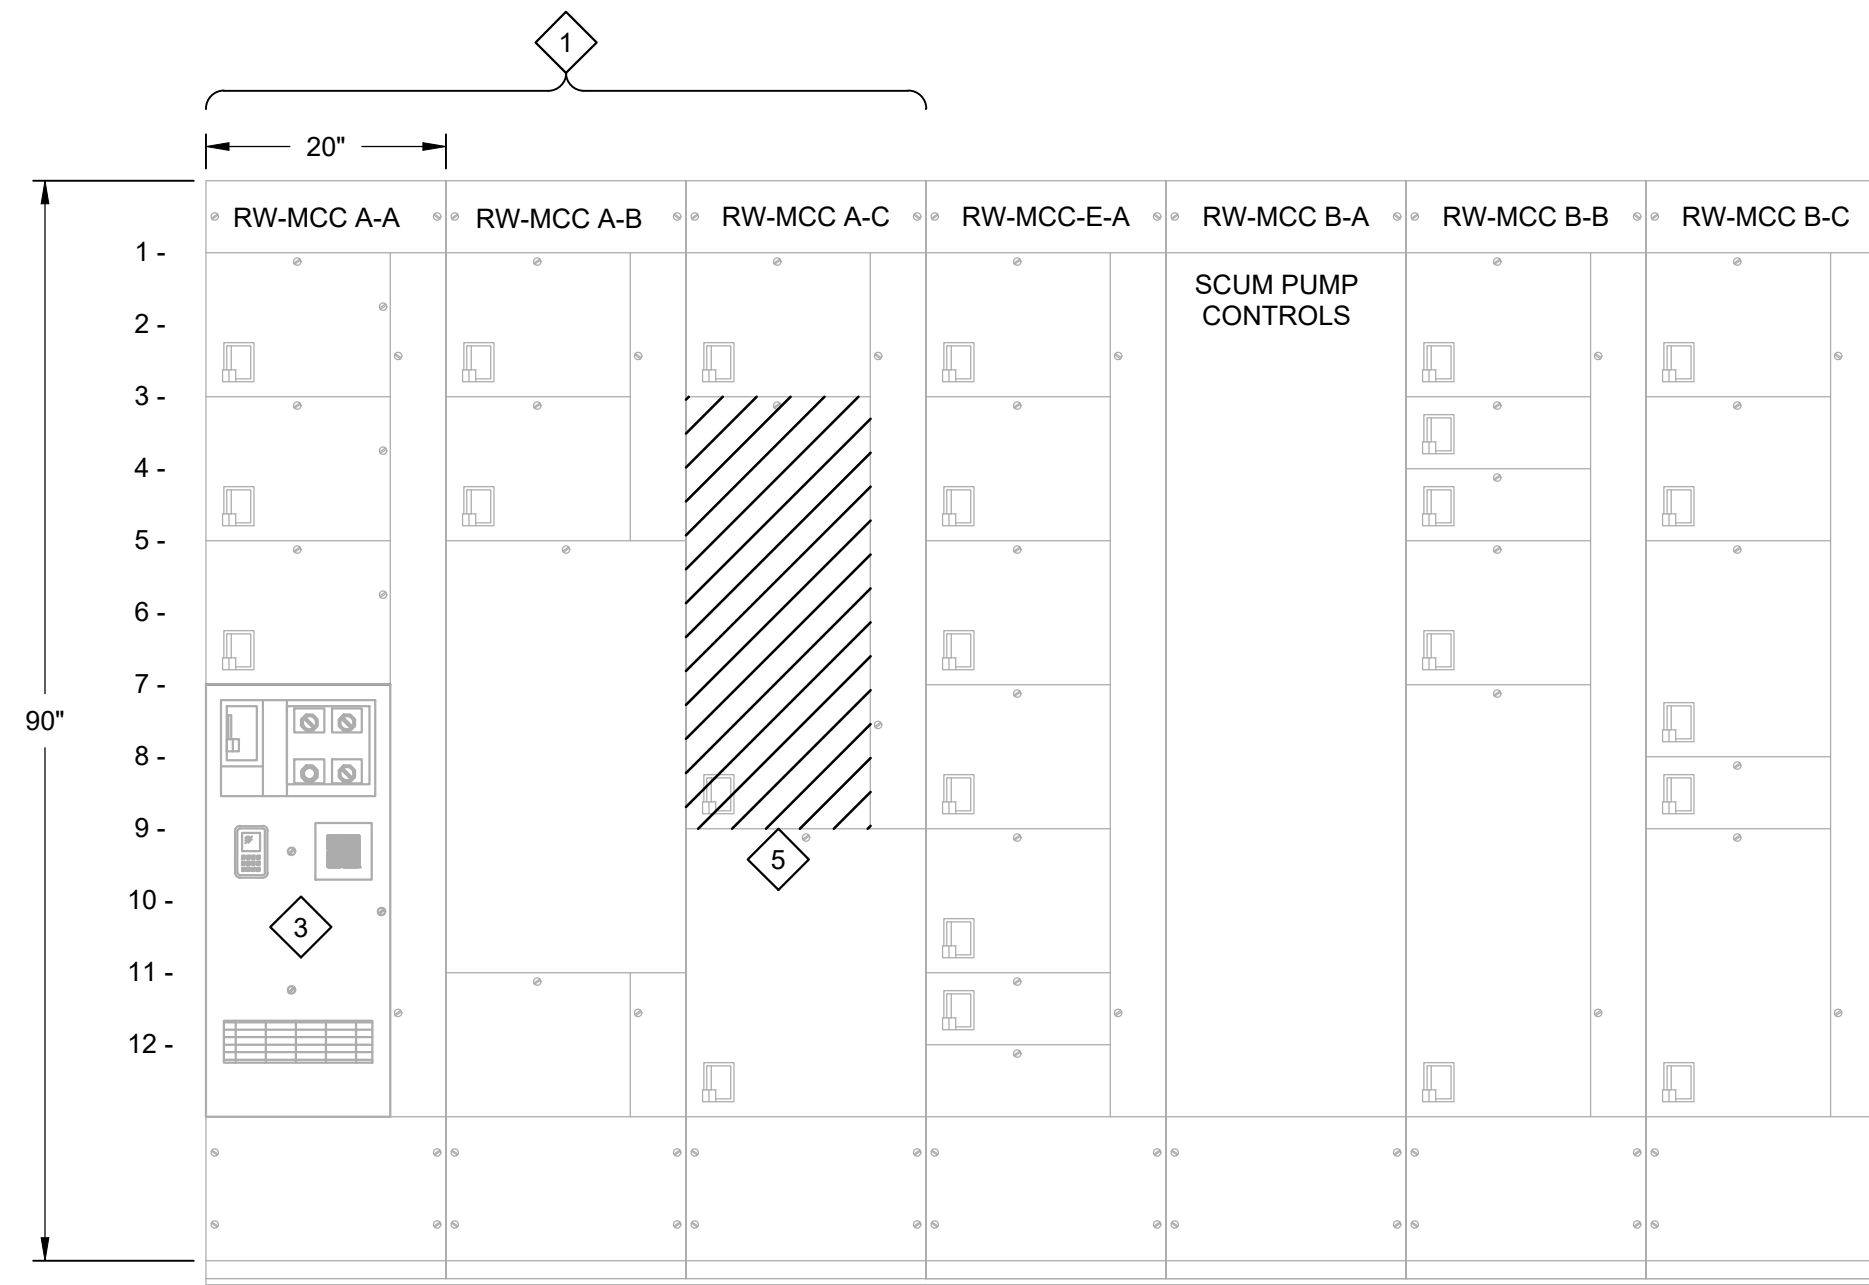 1
20"
RW-MCC A-A
RW-MCC A-B
RW-MCC A-C
RW-MCC-E-A
RW-MCC B-A
RW-MCC B-B
RW-MCC B-C
SCUM PUMP
CONTROLS
1 -
2 -
3 -
4 -
5 -
6 -
7 -
90"
8 -
9 -
5
10 -
3
11 -
12 -